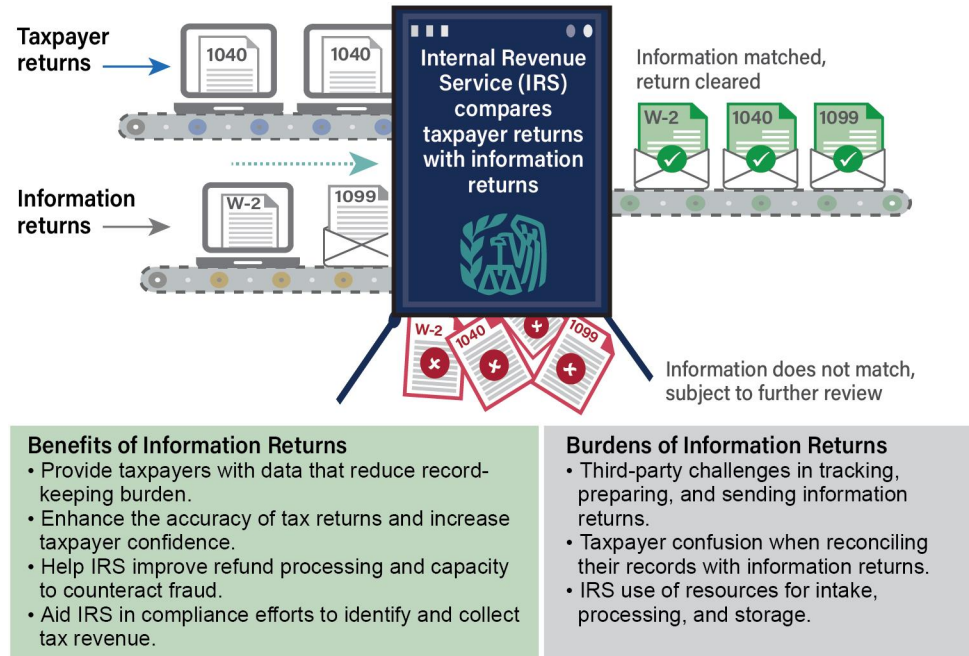 Taxpayer
returns
1040
1040
Information
returns
W-2
1099
Internal Revenue
Service (IRS)
compares
taxpayer returns
with information
returns
Information matched,
return cleared
W-2
1040
1099
W-2
1040
1099
Information does not match,
subject to further review
Benefits of Information Returns
• Provide taxpayers with data that reduce record-
keeping burden.
• Enhance the accuracy of tax returns and increase
taxpayer confidence.
• Help IRS improve refund processing and capacity
to counteract fraud.
• Aid IRS in compliance efforts to identify and collect
tax revenue.
Burdens of Information Returns
• Third-party challenges in tracking,
preparing, and sending information
returns.
• Taxpayer confusion when reconciling
their records with information returns.
• IRS use of resources for intake,
processing, and storage.